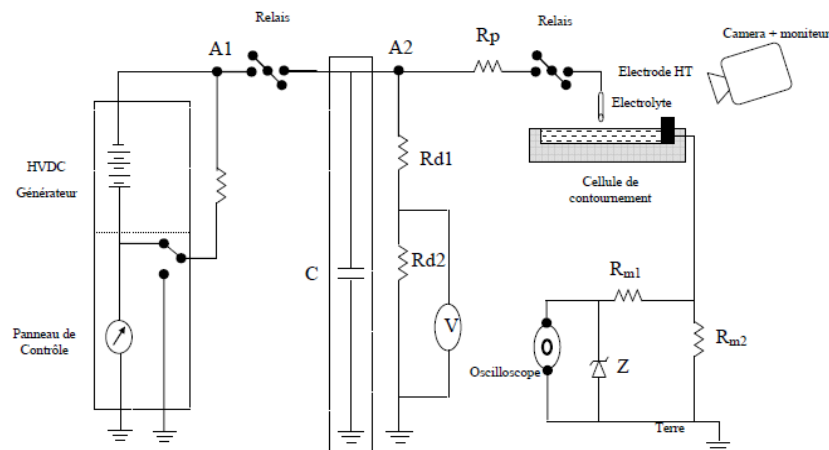 Relais
A1
A2
Rp
Relais
Camera + moniteur
Electrode HT
Electrolyte
HVDC
Générateur
Rd1
Cellule de
contournement
Rd2
C
V
Rm1
Rm2
Panneau de
Contrôle
O
Oscilloscope
Z
Terre